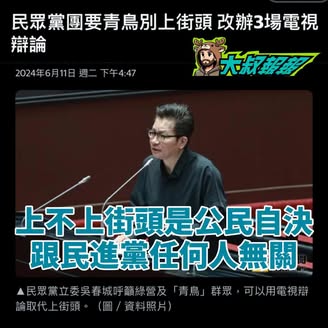 民眾黨團要青鳥別上街頭 改辦3場電視
辯論
2024年6月11日 週二 下午4:47
大叔報報
上不上街頭是公民自決
跟民進黨任何人無關
▲民眾黨立委吳春城呼籲綠營及「青鳥」群眾,可以用電視辯
論取代上街頭。(圖/資料照片)